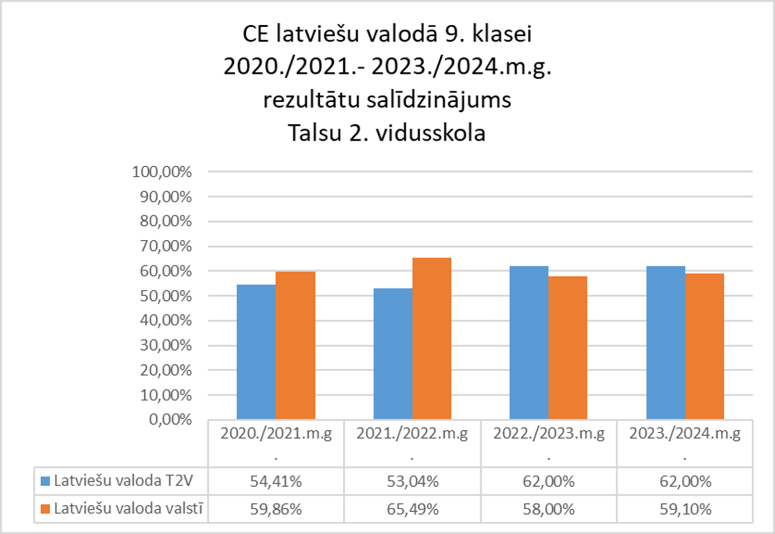 CE latviešu valodā 9. klasei
2020./2021.- 2023./2024.m.g.
rezultātu salīdzinājums
Talsu 2. vidusskola
100,00%
90,00%
80,00%
70,00%
60,00%
50,00%
40,00%
30,00%
20,00%
10,00%
0,00%
2020./2021.m.g. 2021./2022.m.g. 2022./2023.m.g. 2023./2024.m.g.
Latviešu valoda T2V 54,41% 53,04% 62,00% 62,00%
Latviešu valoda valstī 59,86% 65,49% 58,00% 59,10%